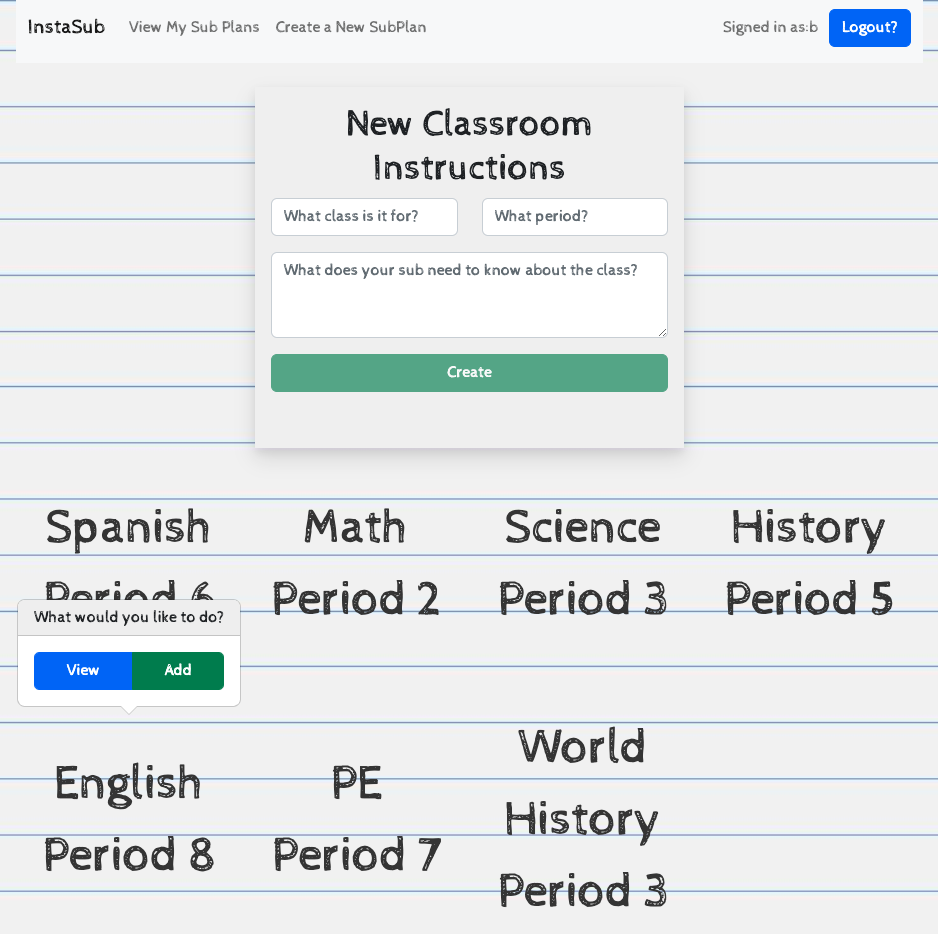 InstaSub View My Sub Plans Create a New SubPlan Signed in as:b Logout?
New Classroom
Instructions
What class is it for? What period?
What does your sub need to know about the class?
Create
Spanish Math Science History
Period 6 Period 2 Period 3 Period 5
What would you like to do?
View Add
World
English PE
History
Period 8 Period 7
Period 3